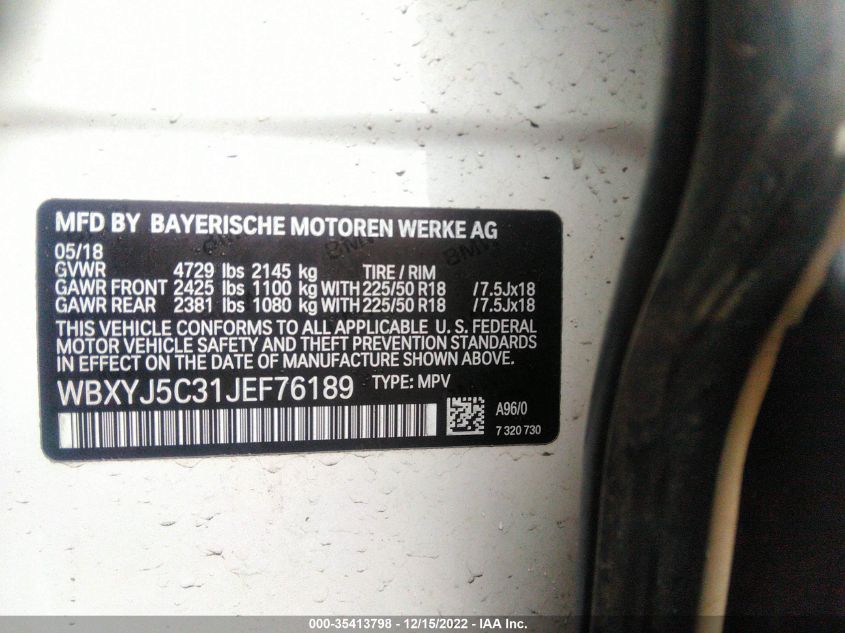 MFD BY BAYERISCHE MOTOREN WERKE AG
05/18
GVWR 4729 lbs 2145 kg TIRE / RIM
GAWR FRONT 2425 lbs 1100 kg WITH 225/50 R18 /7.5Jx18
GAWR REAR 2381 lbs 1080 kg WITH 225/50 R18 /7.5Jx18
THIS VEHICLE CONFORMS TO ALL APPLICABLE U. S. FEDERAL
MOTOR VEHICLE SAFETY AND THEFT PREVENTION STANDARDS
IN EFFECT ON THE DATE OF MANUFACTURE SHOWN ABOVE.
WBXYJ5C31JEF76189 TYPE: MPV
A96/0
7 320 730
000-35413798 - 12/15/2022 - IAA Inc.